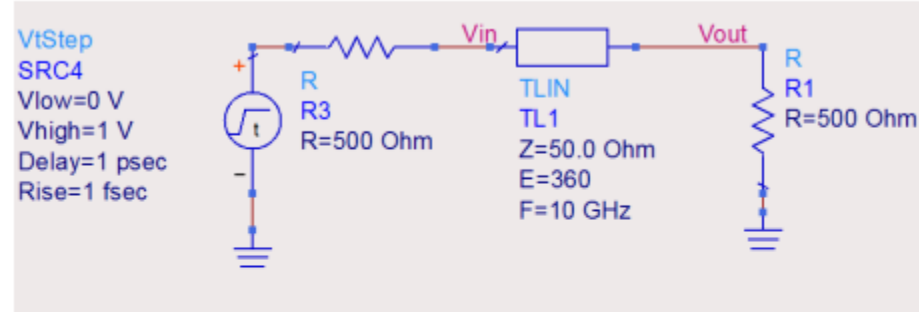 VtStep
SRC4
Vlow=0 V
Vhigh=1 V
Delay=1 psec
Rise=1 fsec
+
t
–
R
R3
R=500 Ohm
Vin
TLIN
TL1
Z=50.0 Ohm
E=360
F=10 GHz
Vout
R
R1
R=500 Ohm